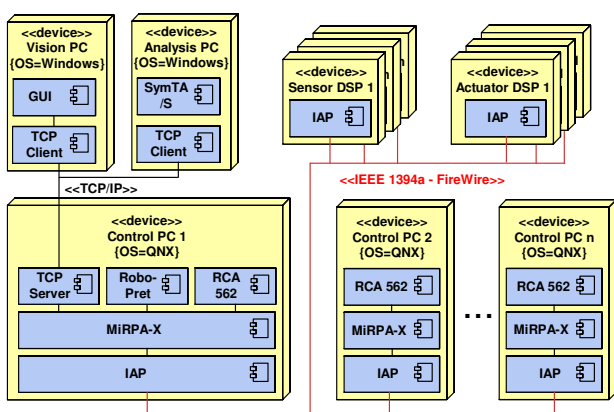 <<device>>
Vision PC
{OS=Windows}
GUI
TCP
Client
<<device>>
Analysis PC
{OS=Windows}
SymTA
/S
TCP
Client
<<device>>
Sensor DSP 1
IAP
<<device>>
Actuator DSP 1
IAP
<<TCP/IP>>
<<IEEE 1394a - FireWire>>
<<device>>
Control PC 1
{OS=QNX}
TCP
Server
Robo-
Pret
RCA
562
MiRPA-X
IAP
<<device>>
Control PC 2
{OS=QNX}
RCA 562
MiRPA-X
IAP
...
<<device>>
Control PC n
{OS=QNX}
RCA 562
MiRPA-X
IAP